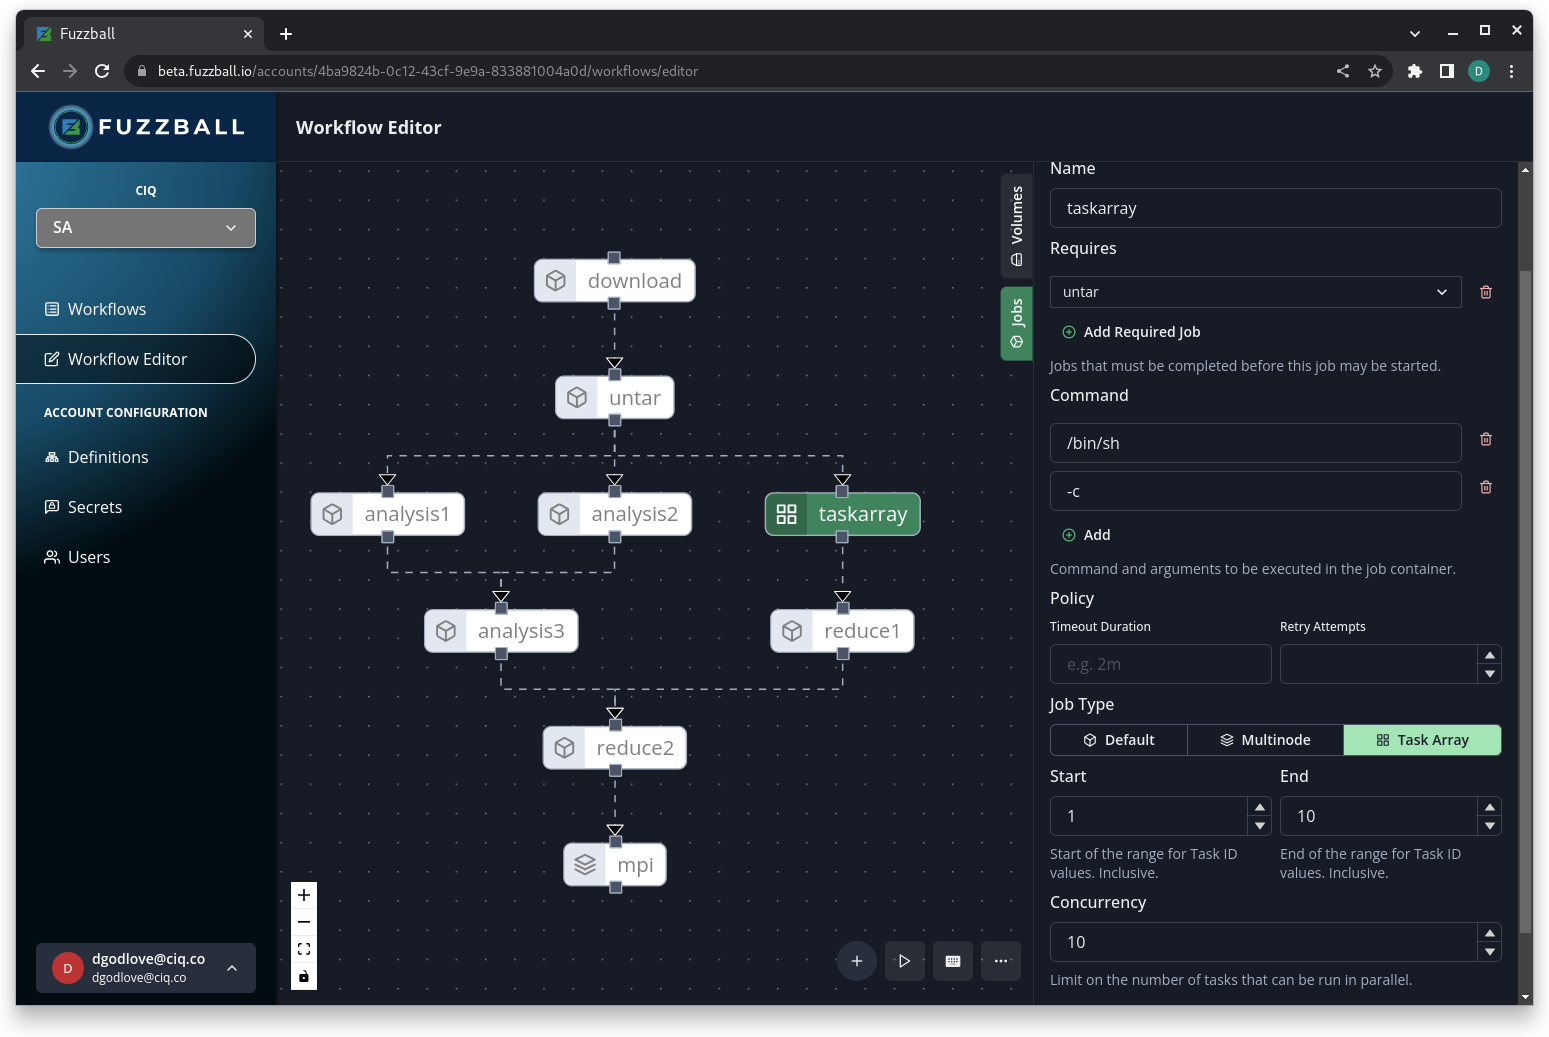 Fuzzball
beta.fuzzball.io/accounts/4ba9824b-0c12-43cf-9e9a-833881004a0d/workflows/editor
D
FUZZBALL
Workflow Editor
CIQ
SA
Workflows
Workflow Editor
ACCOUNT CONFIGURATION
Definitions
Secrets
Users
D
dgodlove@ciq.co
dgodlove@ciq.co
download
untar
analysis1
analysis2
taskarray
analysis3
reduce1
reduce2
mpi
Volumes
Jobs
Name
taskarray
Requires
untar
Add Required Job
Jobs that must be completed before this job may be started.
Command
/bin/sh
-c
Add
Command and arguments to be executed in the job container.
Policy
Timeout Duration
Retry Attempts
e.g. 2m
Job Type
Default
Multinode
Task Array
Start
End
1
10
Start of the range for Task ID
values. Inclusive.
End of the range for Task ID
values. Inclusive.
Concurrency
10
Limit on the number of tasks that can be run in parallel.